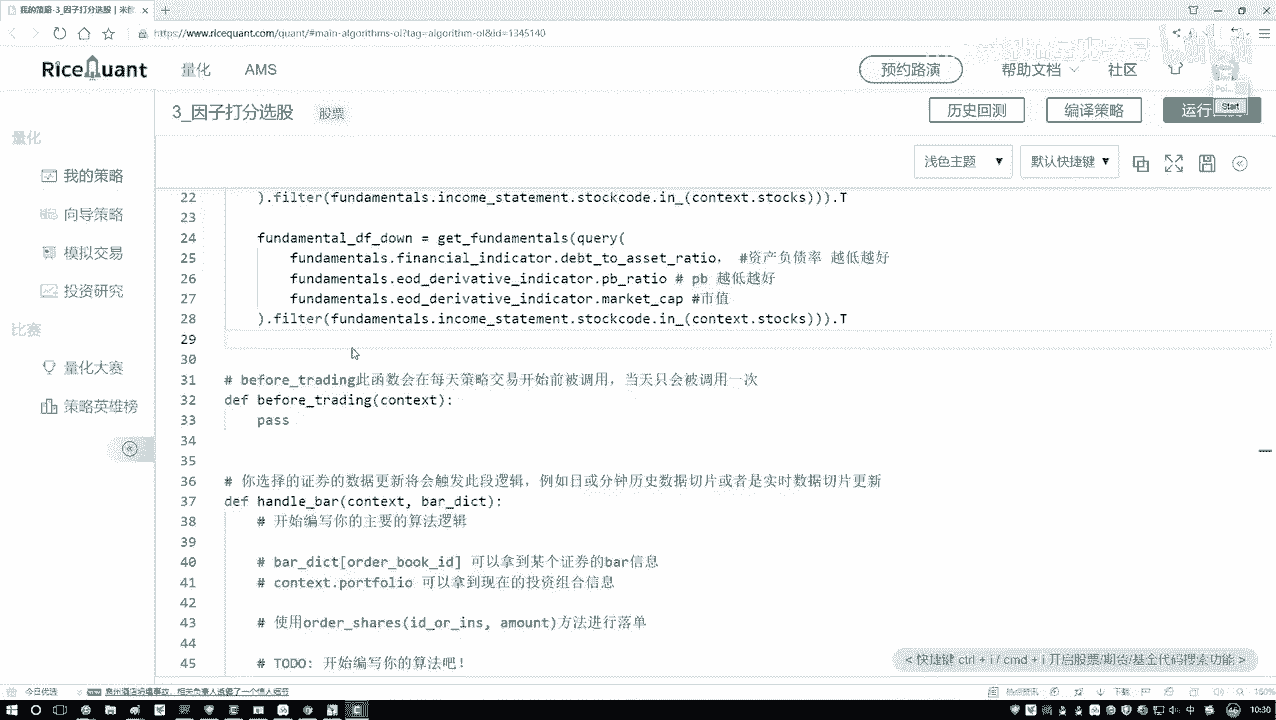 我的策略-3_因子打分选股 | 米筐
https://www.ricequant.com/quant/#main-algorithms-ol?tag=algorithm-ol&id=1345140
RiceQuant 量化 AMS 预约路演 帮助文档 社区
Start
3_因子打分选股 股票 历史回测 编译策略 运行
浅色主题 默认快捷键
量化
我的策略
向导策略
模拟交易
投资研究
比赛
量化大赛
策略英雄榜
22 ).filter(fundamentals.income_statement.stockcode.in_(context.stocks))).T
23
24 fundamental_df_down = get_fundamentals(query(
25 fundamentals.financial_indicator.debt_to_asset_ratio， #资产负债率 越低越好
26 fundamentals.eod_derivative_indicator.pb_ratio # pb 越低越好
27 fundamentals.eod_derivative_indicator.market_cap #市值
28 ).filter(fundamentals.income_statement.stockcode.in_(context.stocks))).T
29
30
31 # before_trading此函数会在每天策略交易开始前被调用，当天只会被调用一次
32 def before_trading(context):
33 pass
34
35
36 # 你选择的证券的数据更新将会触发此段逻辑，例如日或分钟历史数据切片或者是实时数据切片更新
37 def handle_bar(context, bar_dict):
38 # 开始编写你的主要的算法逻辑
39
40 # bar_dict[order_book_id] 可以拿到某个证券的bar信息
41 # context.portfolio 可以拿到现在的投资组合信息
42
43 # 使用order_shares(id_or_ins, amount)方法进行落单
44
45 # TODO: 开始编写你的算法吧!
< 快捷键 ctrl + i / cmd + i 开启股票/期货/基金代码搜索功能 >
今日优选
下载 150%
中 10:30